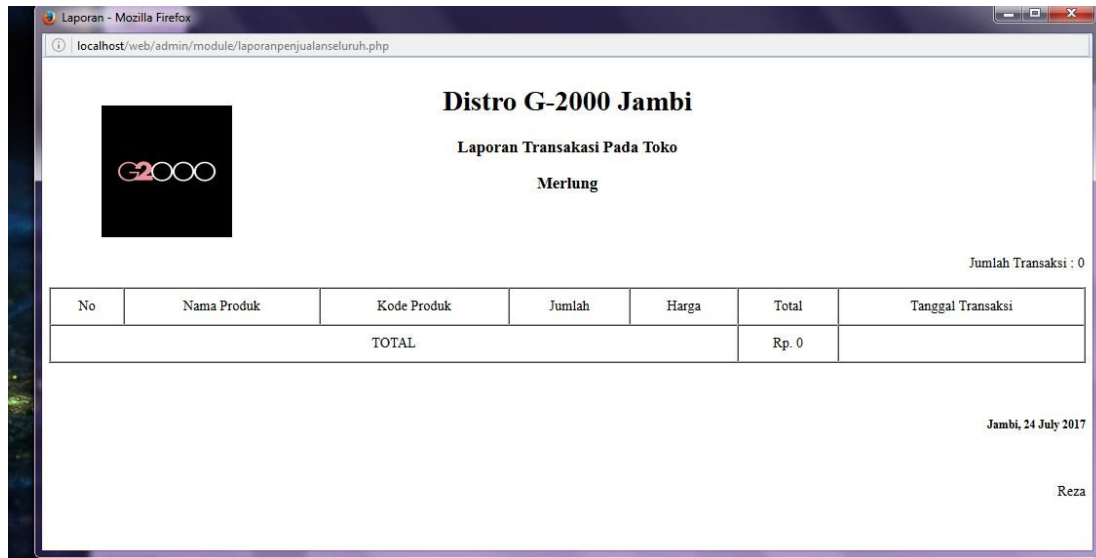 Laporan - Mozilla Firefox
localhost/web/admin/module/laporanpenjualanseluruh.php
G2000
Distro G-2000 Jambi
Laporan Transakasi Pada Toko
Merlung
Jumlah Transaksi : 0
No Nama Produk Kode Produk Jumlah Harga Total Tanggal Transaksi
TOTAL Rp. 0
Jambi, 24 July 2017
Reza